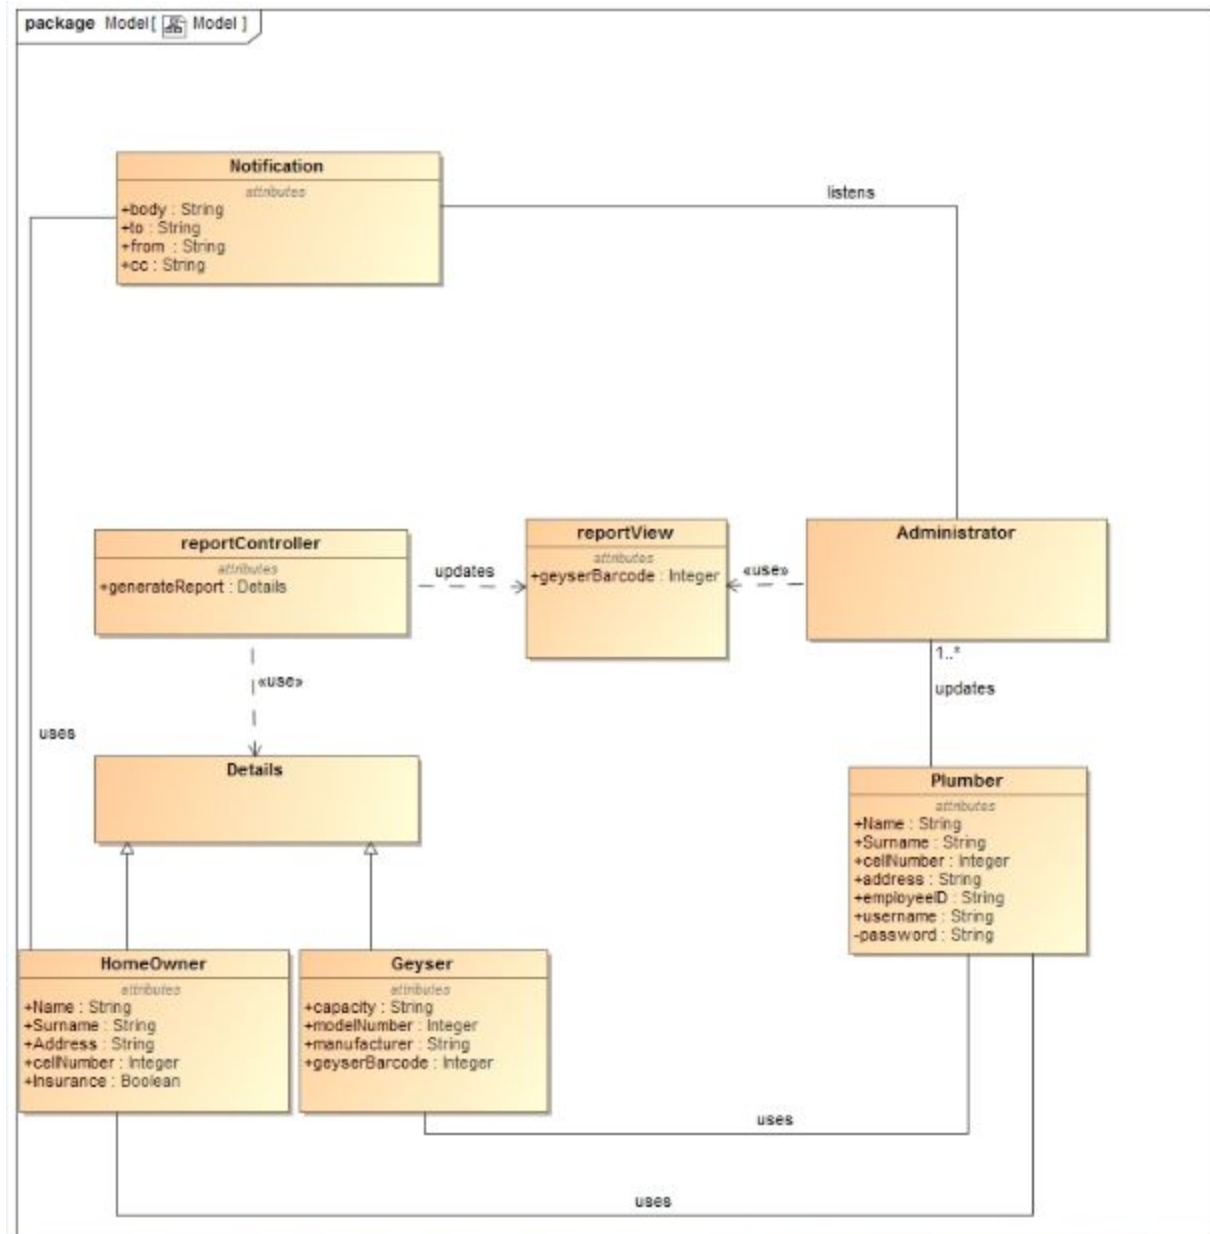 package Model[ Model ]
Notification
attributes
+body : String
+to : String
+from : String
+cc : String
listens
reportController
attributes
+generateReport : Details
updates
reportView
attributes
+geyserBarcode : Integer
«use»
Administrator
1..*
updates
«use»
uses
Details
Plumber
attributes
+Name : String
+Surname : String
+cellNumber : Integer
+address : String
+employeeID : String
+username : String
-password : String
HomeOwner
attributes
+Name : String
+Surname : String
+Address : String
+cellNumber : Integer
+Insurance : Boolean
Geyser
attributes
+capacity : String
+modelNumber : Integer
+manufacturer : String
+geyserBarcode : Integer
uses
uses